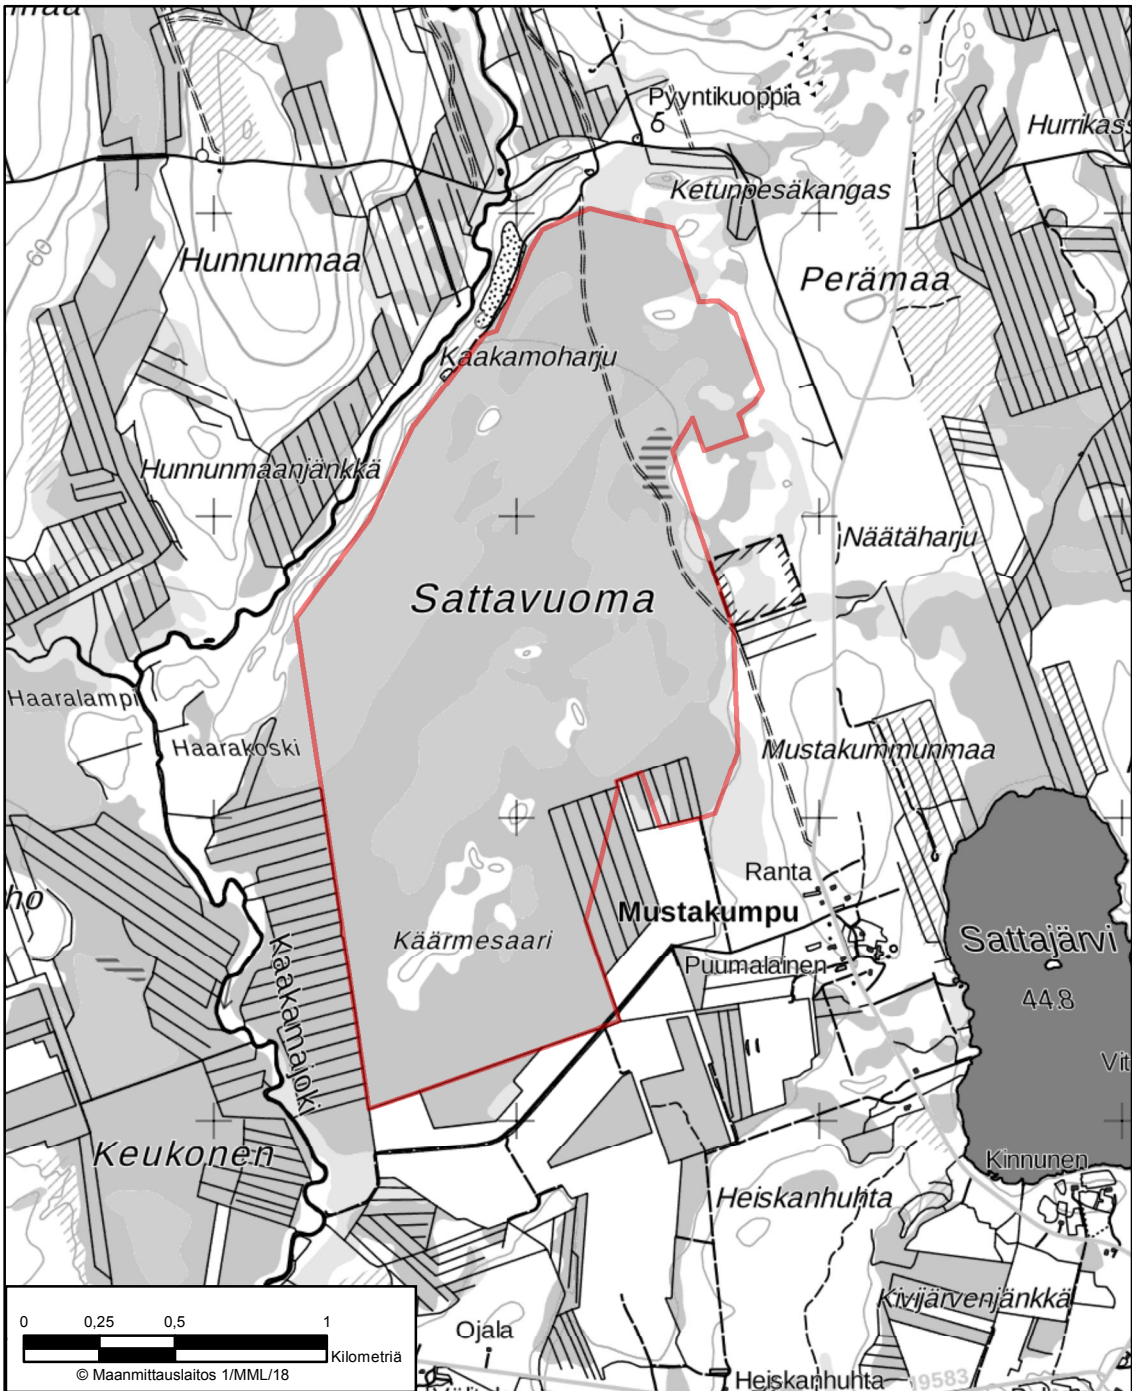 Pyyntikuoppia
Ketunpesäkangas
60
Hunnunmaa
Perämaa
Kaakamoharju
Hunnunmaanjänkkä
Näätäharju
Sattavuoma
Haaralampi
Haarakoski
Mustakummunmaa
Ranta
Mustakumpu
Käärmesaari
Puumalainen
Sattajärvi
44.8
Kaakamajoki
Keukonen
Kinnunen
Heiskanhuhta
Kivijärvenjänkkä
Ojala
Heiskanhuhta
19583
0 0,25 0,5 1
Kilometriä
© Maanmittauslaitos 1/MML/18